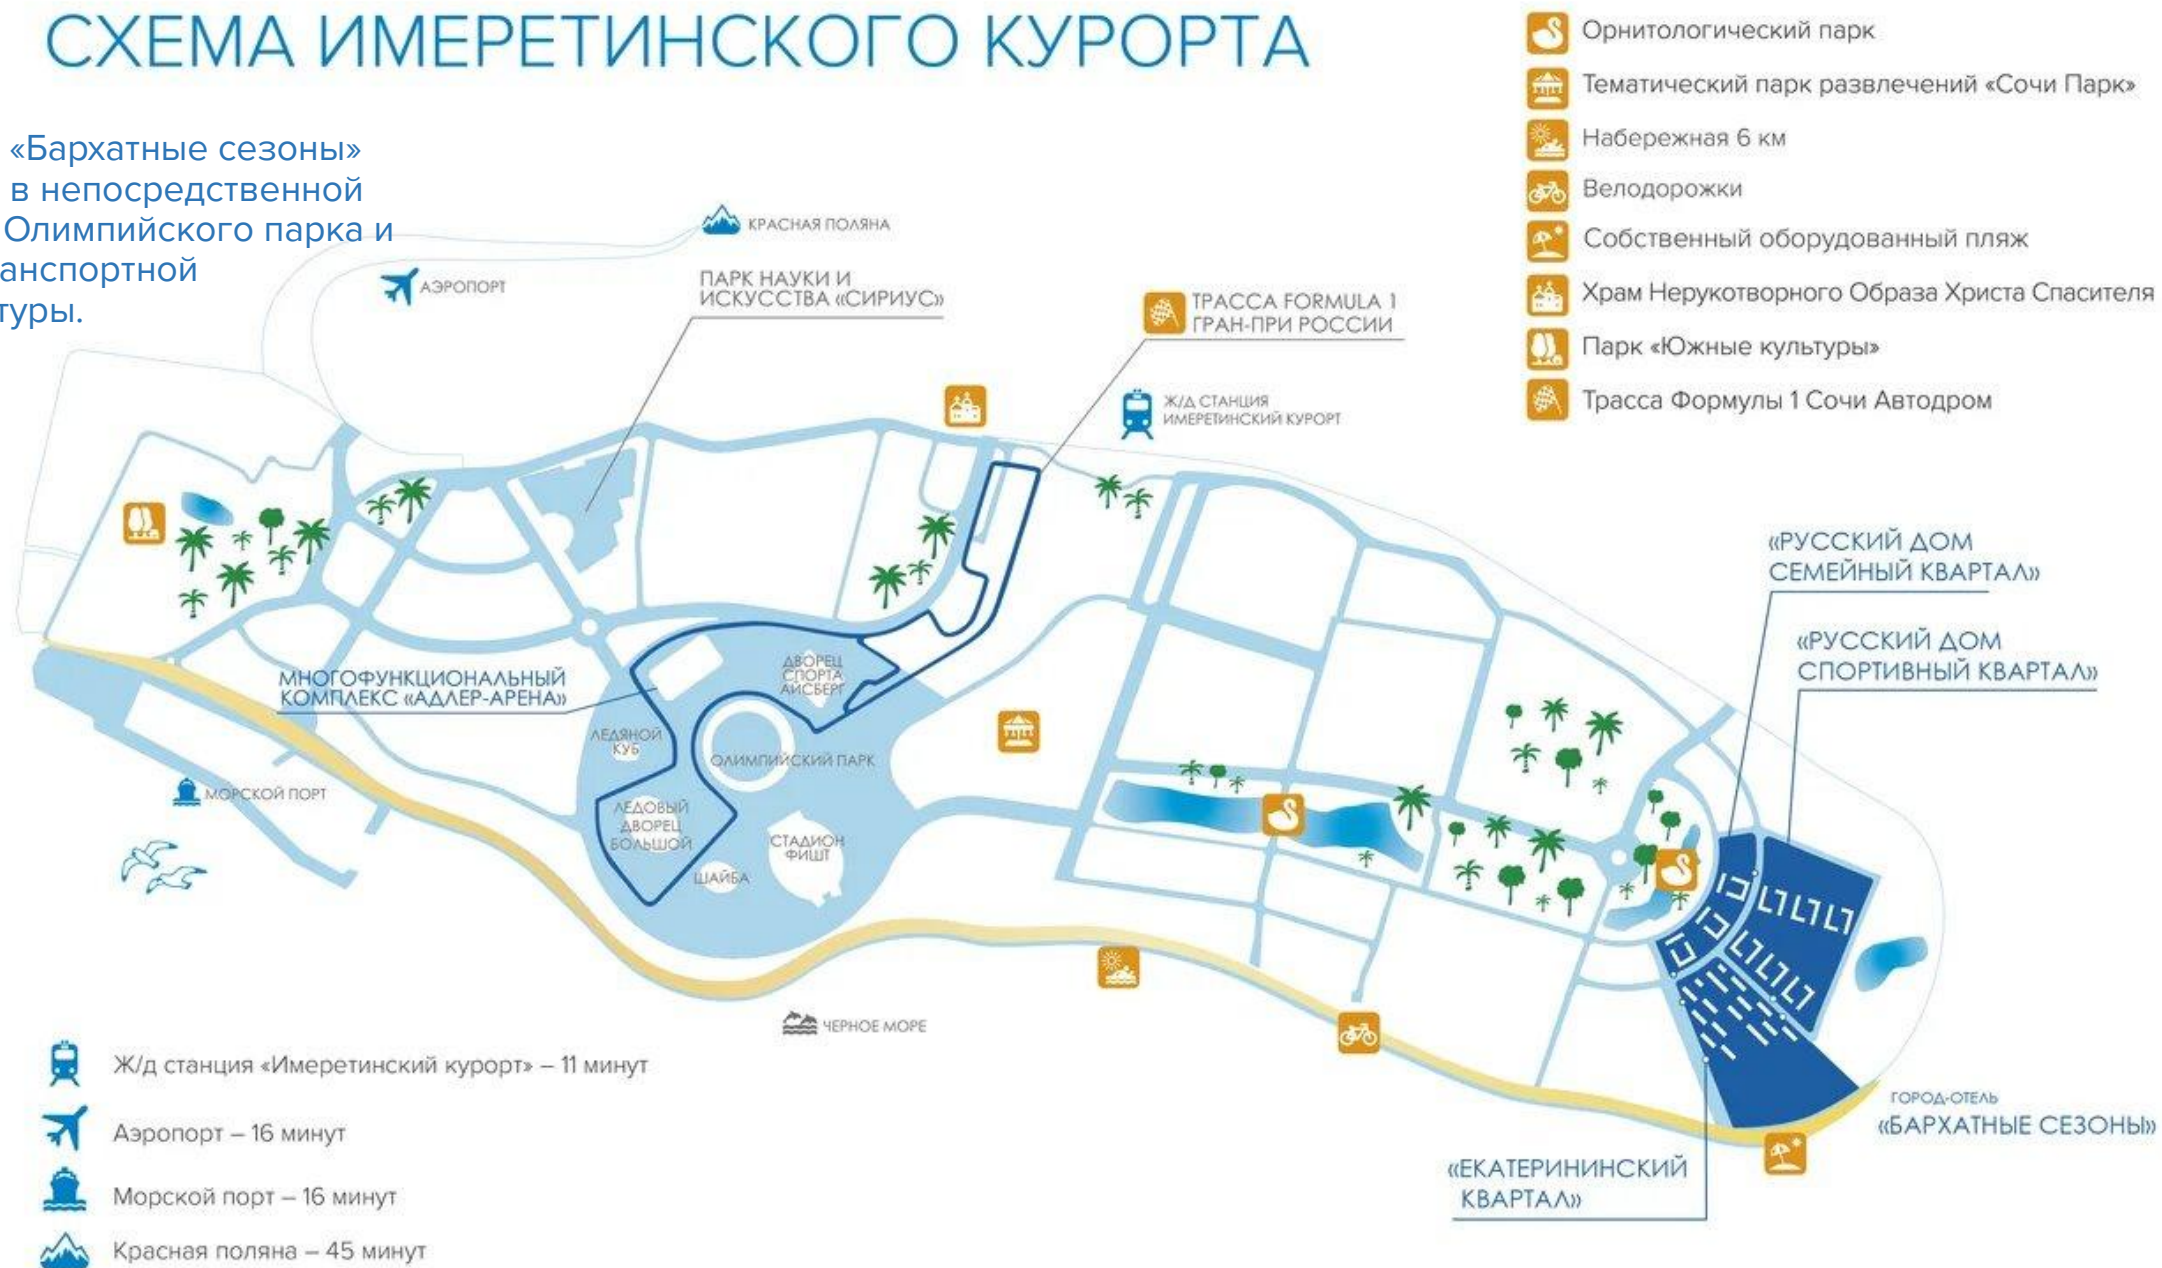 СХЕМА ИМЕРЕТИНСКОГО КУРОРТА
«Бархатные сезоны»
в непосредственной
Олимпийского парка и
анспортной
туры.
Орнитологический парк
Тематический парк развлечений «Сочи Парк»
Набережная 6 км
Велодорожки
Собственный оборудованный пляж
Храм Нерукотворного Образа Христа Спасителя
Парк «Южные культуры»
Трасса Формулы 1 Сочи Автодром
КРАСНАЯ ПОЛЯНА
АЭРОПОРТ
ПАРК НАУКИ И
ИСКУССТВА «СИРИУС»
ТРАССА FORMULA 1
ГРАН-ПРИ РОССИИ
Ж/Д СТАНЦИЯ
ИМЕРЕТИНСКИЙ КУРОРТ
«РУССКИЙ ДОМ
СЕМЕЙНЫЙ КВАРТАЛ»
«РУССКИЙ ДОМ
СПОРТИВНЫЙ КВАРТАЛ»
МНОГОФУНКЦИОНАЛЬНЫЙ
КОМПЛЕКС «АДЛЕР-АРЕНА»
ДВОРЕЦ
СПОРТА
АЙСБЕРГ
ЛЕДЯНОЙ
КУБ
ОЛИМПИЙСКИЙ ПАРК
МОРСКОЙ ПОРТ
ЛЕДОВЫЙ
ДВОРЕЦ
БОЛЬШОЙ
СТАДИОН
ФИШТ
ШАЙБА
ЧЕРНОЕ МОРЕ
ГОРОД-ОТЕЛЬ
«БАРХАТНЫЕ СЕЗОНЫ»
«ЕКАТЕРИНИНСКИЙ
КВАРТАЛ»
Ж/д станция «Имеретинский курорт» – 11 минут
Аэропорт – 16 минут
Морской порт – 16 минут
Красная поляна – 45 минут